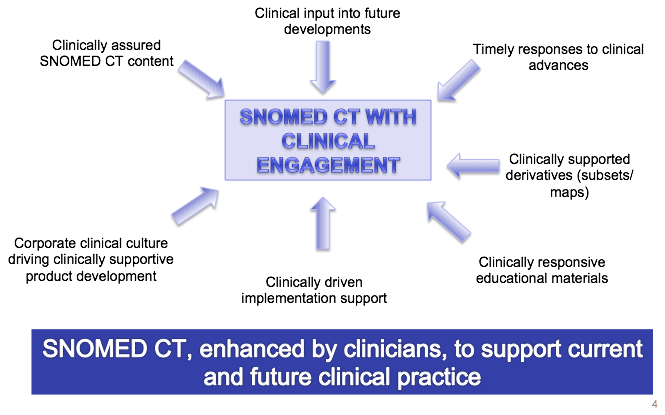 Clinical input into future
developments
Clinically assured
SNOMED CT content
Timely responses to clinical
advances
SNOMED CT WITH
CLINICAL
ENGAGEMENT
Clinically supported
derivatives (subsets/
maps)
Corporate clinical culture
driving clinically supportive
product development
Clinically driven
implementation support
Clinically responsive
educational materials
SNOMED CT, enhanced by clinicians, to support current
and future clinical practice
4